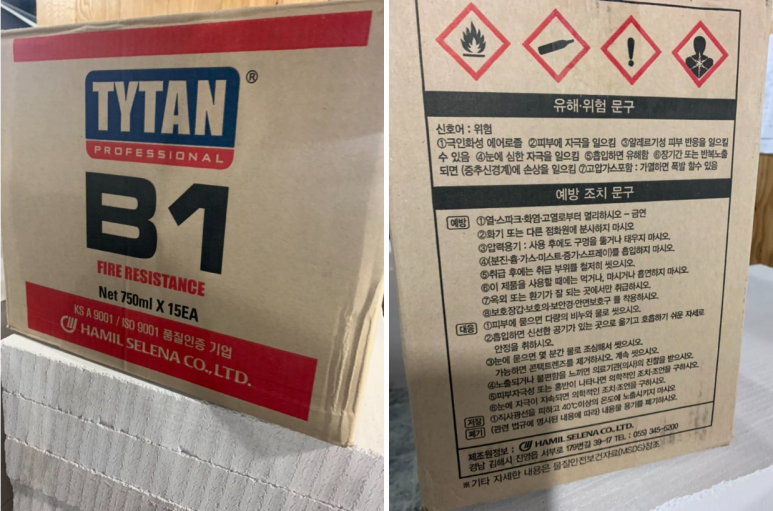 TYTAN
®
PROFESSIONAL
B1
FIRE RESISTANCE
Net 750ml X 15EA
KS A 9001 / ISO 9001 품질인증 기업
HAMIL SELENA CO., LTD.
유해·위험 문구
신호어 : 위험
①극인화성 에어로졸 ②피부에 자극을 일으킴 ③알레르기성 피부 반응을 일으킬
수 있음 ④눈에 심한 자극을 일으킴 ⑤흡입하면 유해함 ⑥장기간 또는 반복노출
되면 (중추신경계)에 손상을 일으킴 ⑦고압가스포함 : 가열하면 폭발 할수 있음
예방 조치 문구
예방 ①열·스파크·화염·고열로부터 멀리하시오 - 금연
②화기 또는 다른 점화원에 분사하지 마시오
③압력용기 : 사용 후에도 구멍을 뚫거나 태우지 마시오.
④(분진·흄·가스·미스트·증기·스프레이)를 흡입하지 마시오.
⑤취급 후에는 취급 부위를 철저히 씻으시오.
⑥이 제품을 사용할 때에는 먹거나, 마시거나 흡연하지 마시오.
⑦옥외 또는 환기가 잘 되는 곳에서만 취급하시오.
⑧보호장갑·보호의·보안경·안면보호구 를 착용하시오.
대응 ①피부에 묻으면 다량의 비누와 물로 씻으시오.
②흡입하면 신선한 공기가 있는 곳으로 옮기고 호흡하기 쉬운 자세로
안정을 취하시오.
③눈에 묻으면 몇 분간 물로 조심해서 씻으시오.
가능하면 콘택트렌즈를 제거하시오. 계속 씻으시오.
④노출되거나 불편함을 느끼면 의료기관(의사)의 진찰을 받으시오.
⑤피부자극성 또는 홍반이 나타나면 의학적인 조치·조언을 구하시오.
⑥눈에 자극이 지속되면 의학적인 조치·조언을 구하시오.
저장 ①직사광선을 피하고 40℃이상의 온도에 노출시키지 마시오
폐기 (관련 법규에 명시된 내용에 따라) 내용물 용기를 폐기하시오.
제조원정보 : HAMIL SELENA CO., LTD.
경남 김해시 진영읍 서부로 179번길 39-17 TEL : (055) 345-6200
※기타 자세한 내용은 물질안전보건자료(MSDS)참조